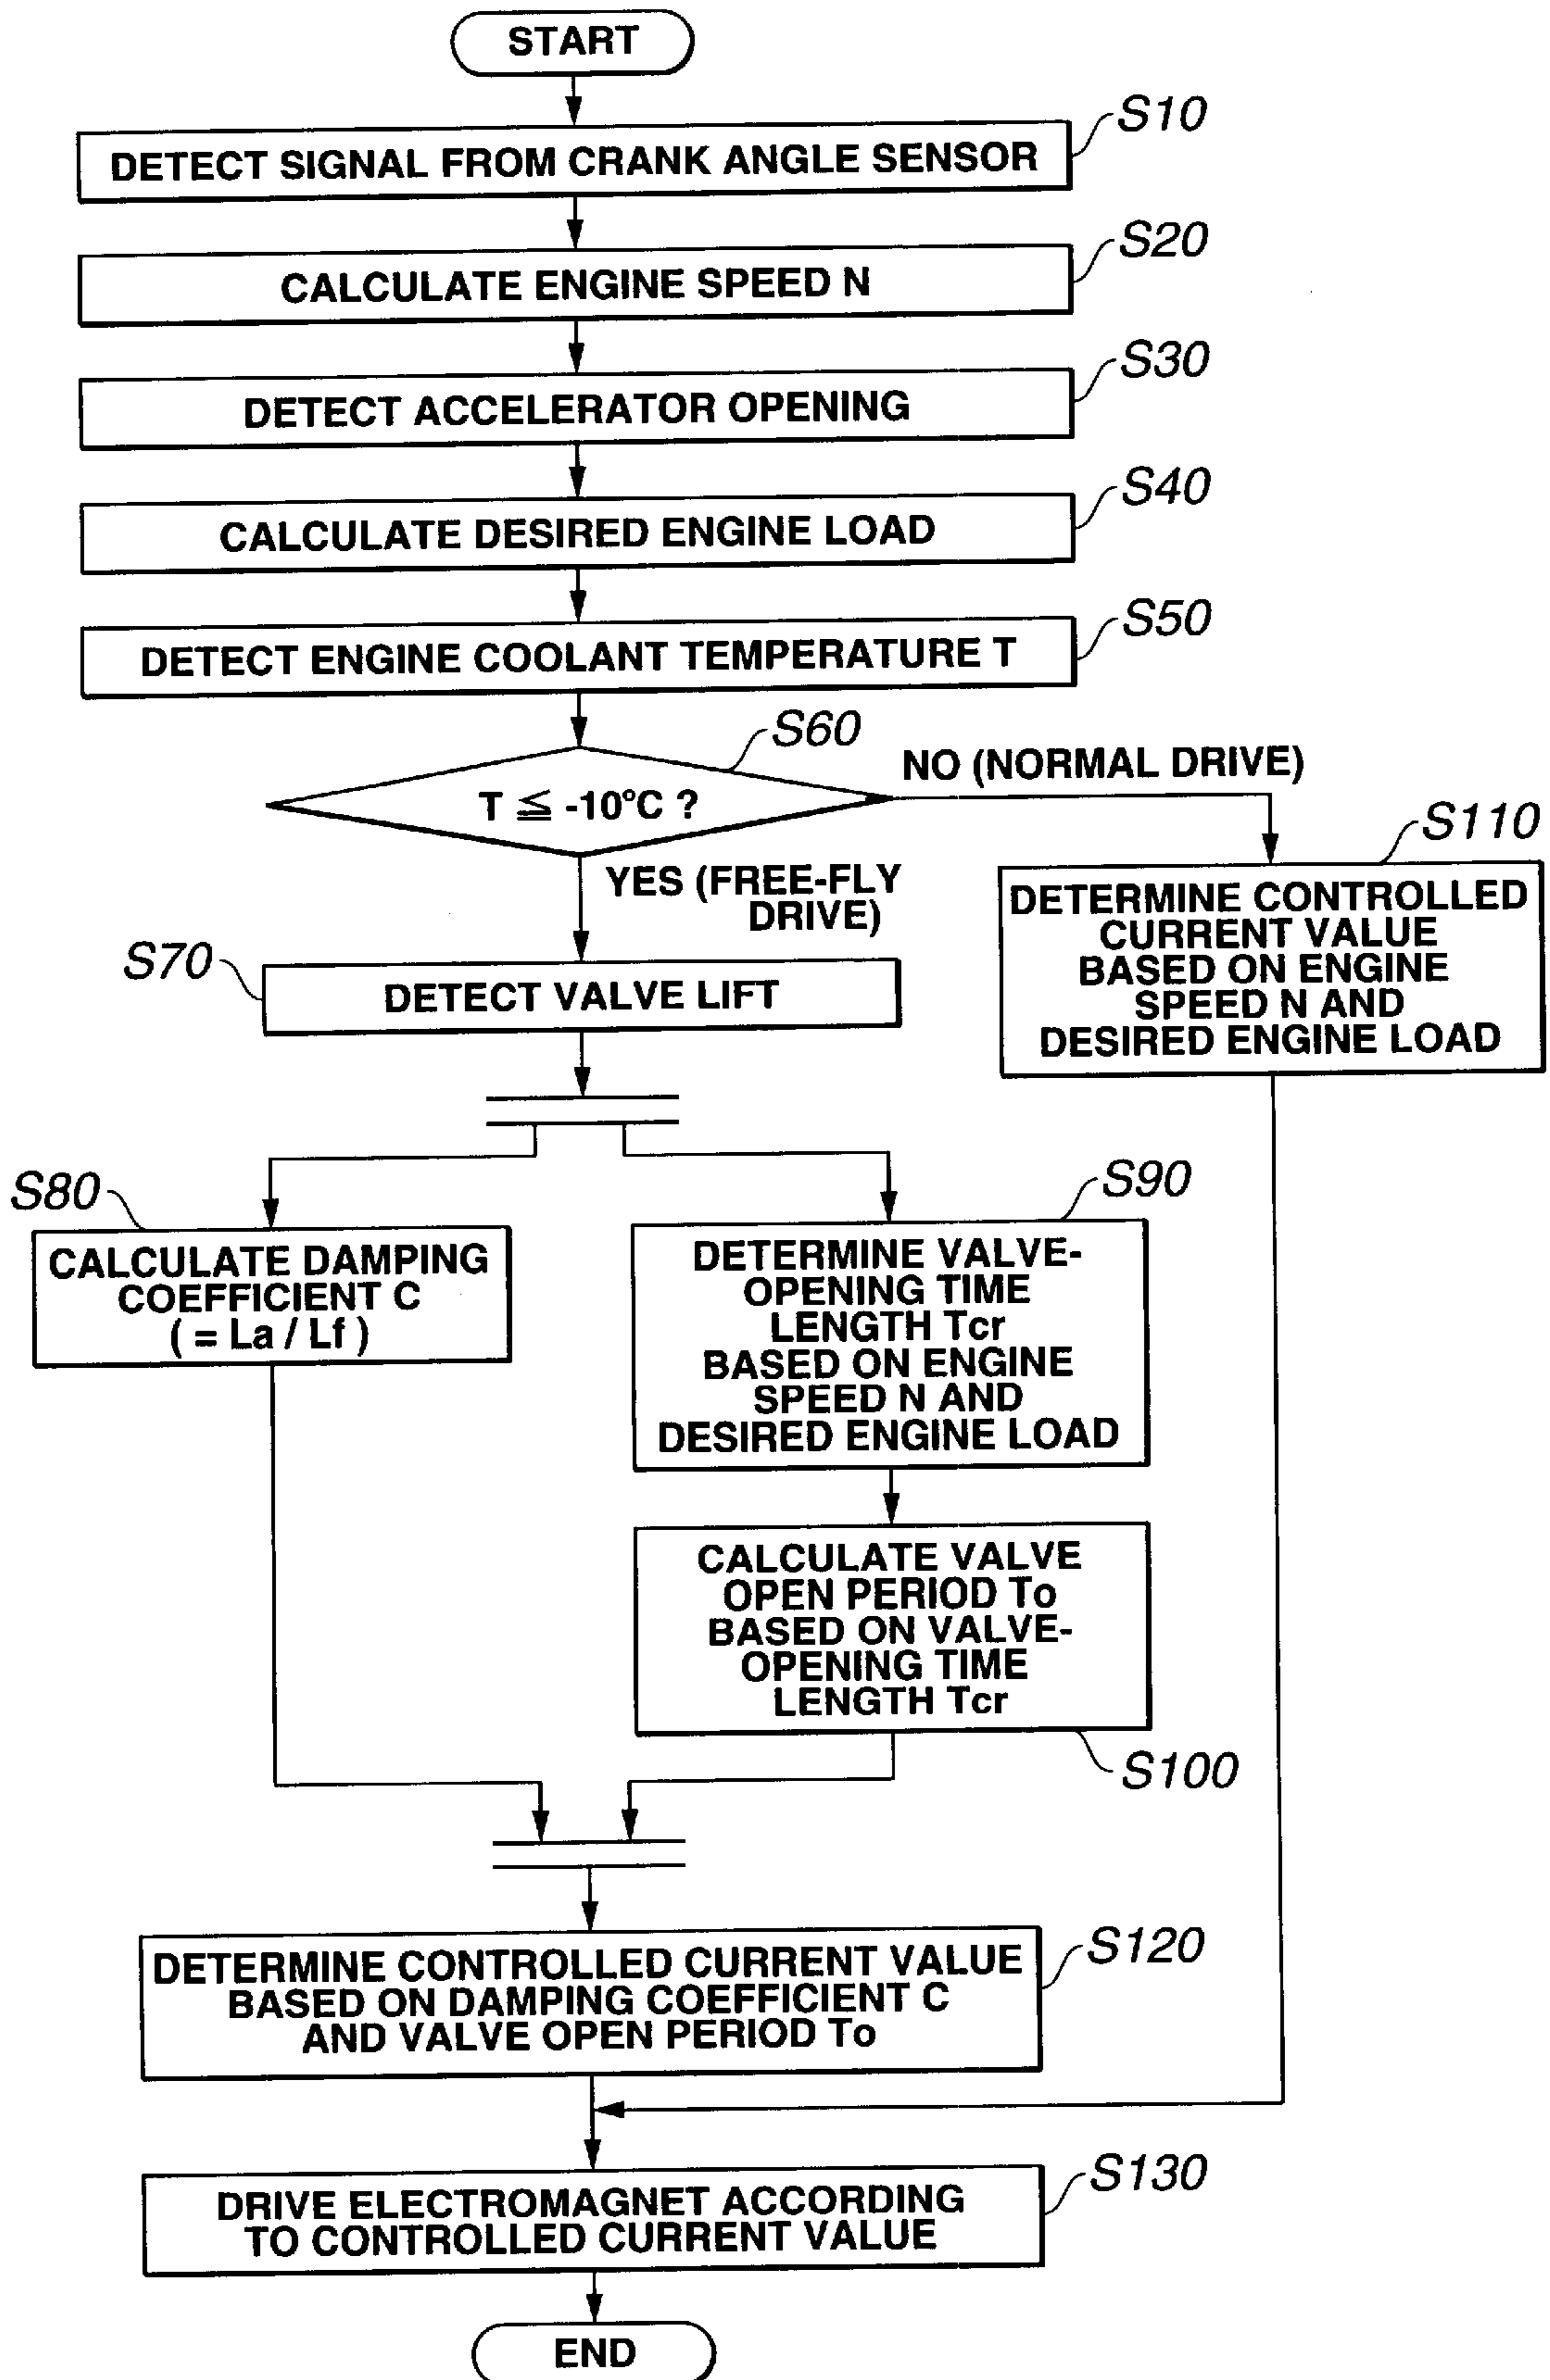 START
S10
DETECT SIGNAL FROM CRANK ANGLE SENSOR
S20
CALCULATE ENGINE SPEED N
S30
DETECT ACCELERATOR OPENING
S40
CALCULATE DESIRED ENGINE LOAD
S50
DETECT ENGINE COOLANT TEMPERATURE T
S60
T ≦ -10°C ?
NO (NORMAL DRIVE)
YES (FREE-FLY
DRIVE)
S110
DETERMINE CONTROLLED
CURRENT VALUE
BASED ON ENGINE
SPEED N AND
DESIRED ENGINE LOAD
S70
DETECT VALVE LIFT
S80
CALCULATE DAMPING
COEFFICIENT C
( = La / Lf )
S90
DETERMINE VALVE-
OPENING TIME
LENGTH Tcr
BASED ON ENGINE
SPEED N AND
DESIRED ENGINE LOAD
CALCULATE VALVE
OPEN PERIOD To
BASED ON VALVE-
OPENING TIME
LENGTH Tcr
S100
S120
DETERMINE CONTROLLED CURRENT VALUE
BASED ON DAMPING COEFFICIENT C
AND VALVE OPEN PERIOD To
S130
DRIVE ELECTROMAGNET ACCORDING
TO CONTROLLED CURRENT VALUE
END